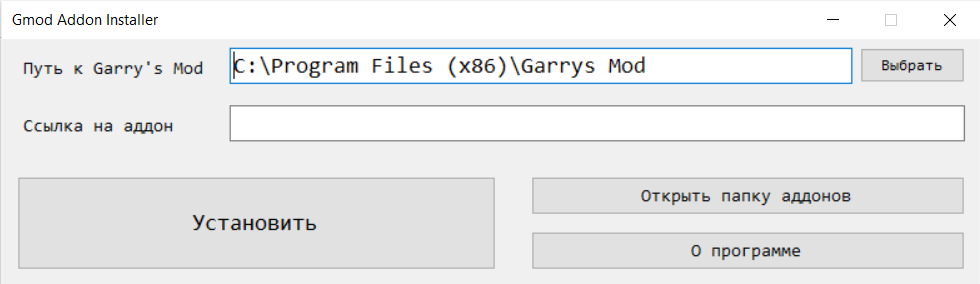 Gmod Addon Installer
Путь к Garry's Mod
C:\Program Files (x86)\Garrys Mod
Выбрать
Ссылка на аддон
Установить
Открыть папку аддонов
О программе